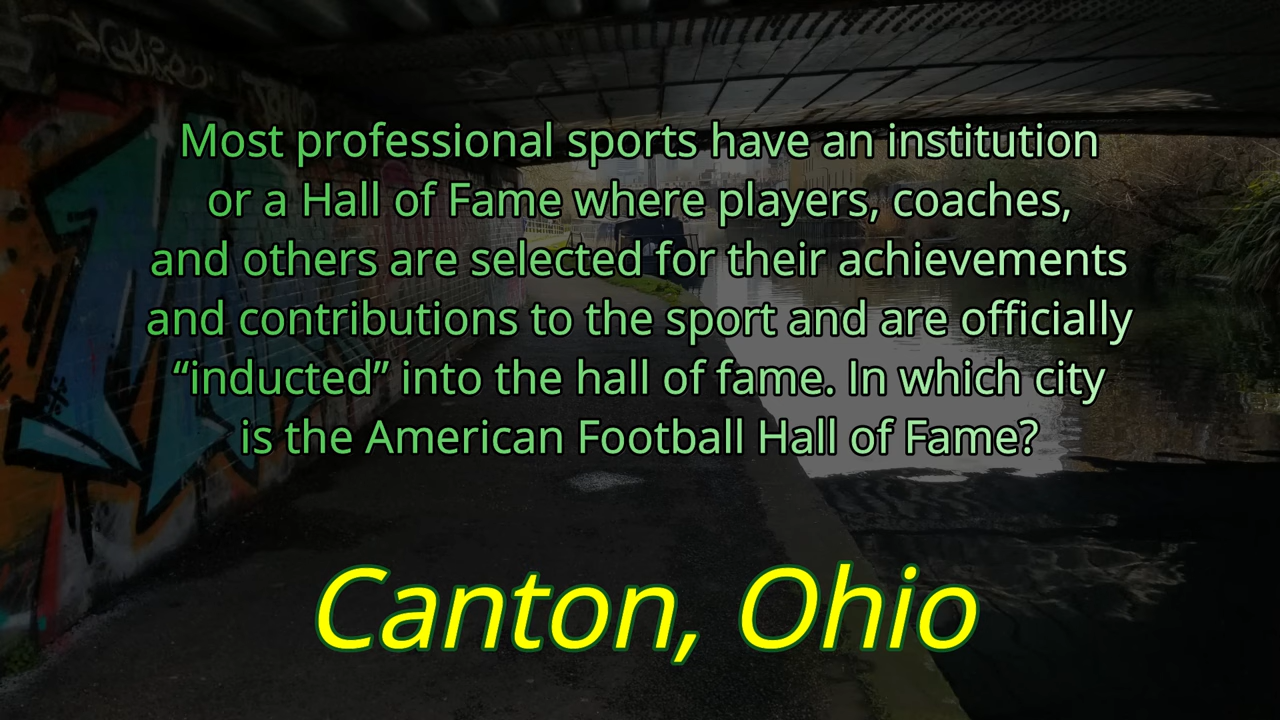 Most professional sports have an institution
or a Hall of Fame where players, coaches,
and others are selected for their achievements
and contributions to the sport and are officially
“inducted” into the hall of fame. In which city
is the American Football Hall of Fame?
Canton, Ohio